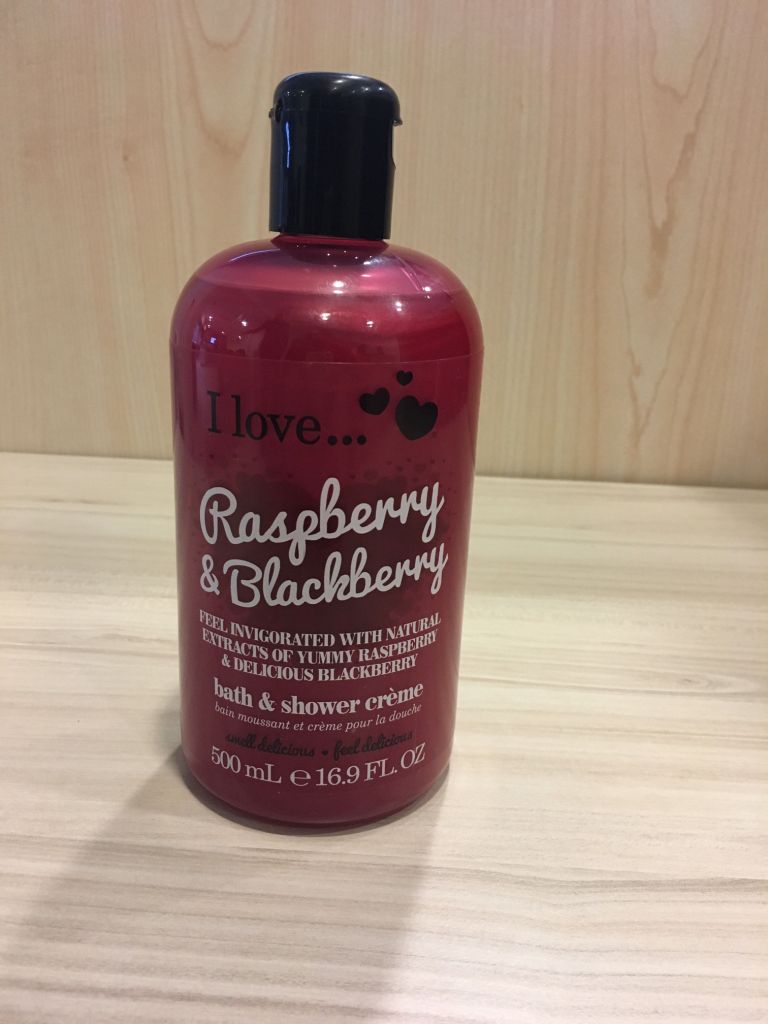 I love...
Raspberry
& Blackberry
FEEL INVIGORATED WITH NATURAL
EXTRACTS OF YUMMY RASPBERRY
& DELICIOUS BLACKBERRY
bath & shower crème
bain moussant et crème pour la douche
smell delicious ♥ feel delicious
500 mL ℮ 16.9 FL. OZ